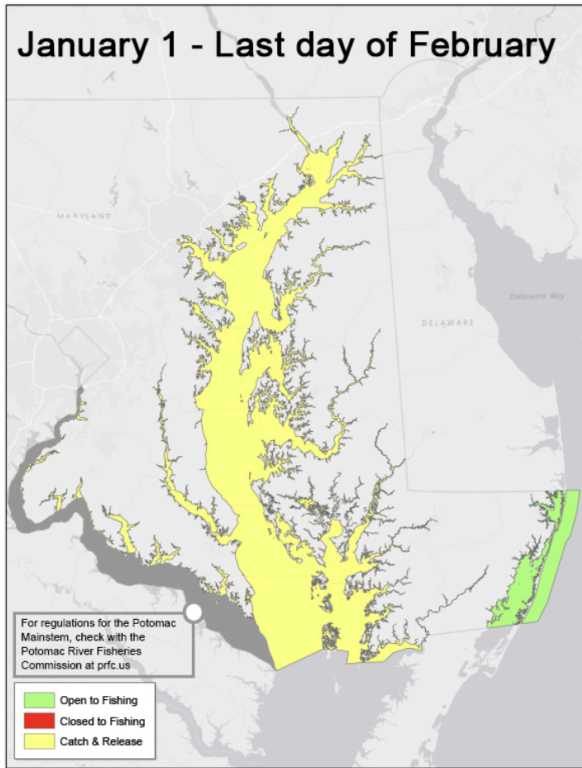 January 1 - Last day of February
MARYLAND
Delaware Bay
DELAWARE
For regulations for the Potomac
Mainstem, check with the
Potomac River Fisheries
Commission at prfc.us
Open to Fishing
Closed to Fishing
Catch & Release